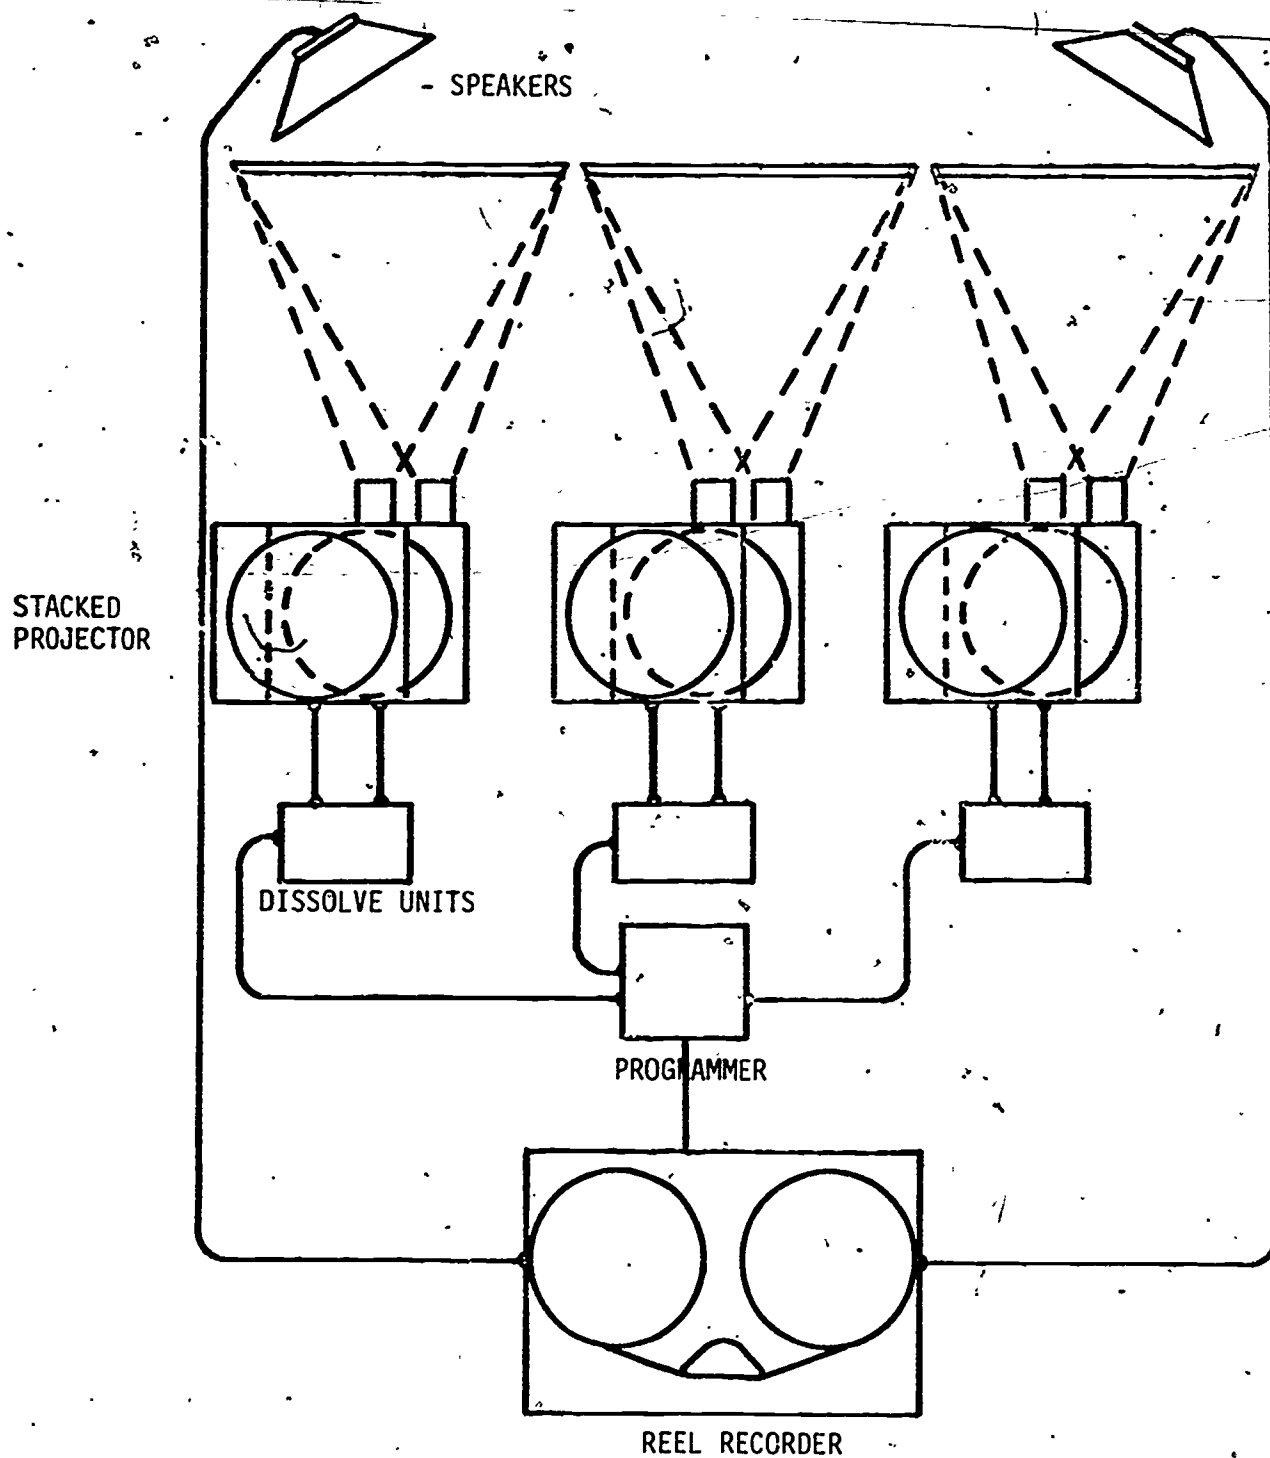 - SPEAKERS
STACKED
PROJECTOR
DISSOLVE UNITS
PROGRAMMER
REEL RECORDER